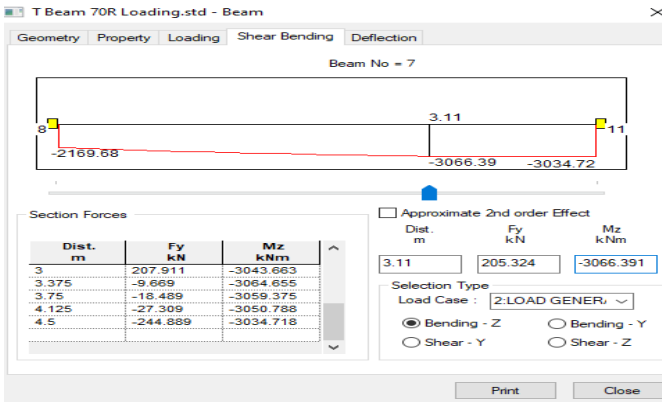 T Beam 70R Loading.std - Beam
Geometry Property Loading Shear Bending Deflection
Beam No = 7
3.11
8 11
-2169.68 -3066.39 -3034.72
Section Forces
Dist. Fy Mz
m kN kNm
3 207.911 -3043.663
3.375 -9.669 -3064.655
3.75 -18.489 -3059.375
4.125 -27.309 -3050.788
4.5 -244.889 -3034.718
Approximate 2nd order Effect
Dist. Fy Mz
m kN kNm
3.11 205.324 -3066.391
Selection Type
Load Case : 2:LOAD GENER
Bending - Z Bending - Y
Shear - Y Shear - Z
Print Close